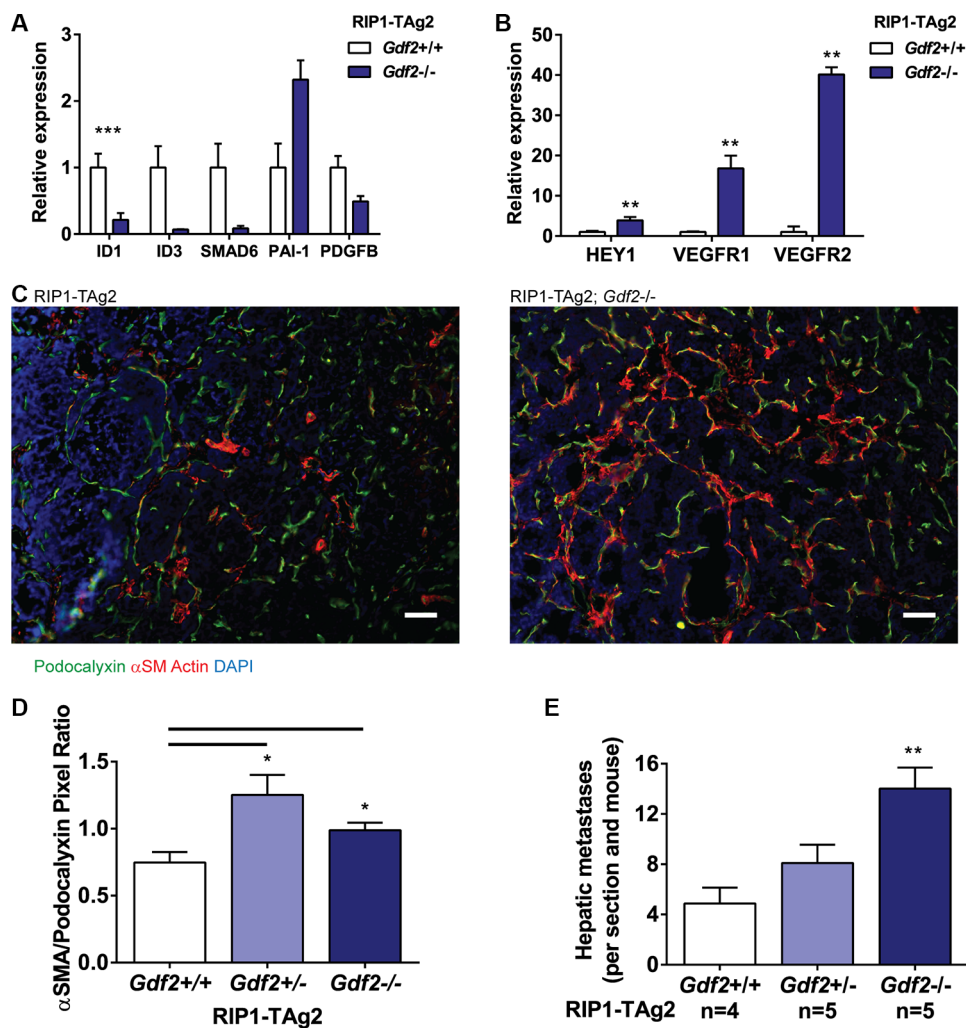 A
RIP1-TAg2
Gdf2+/+
Gdf2-/-
Relative expression
3
2
1
0
***
ID1 ID3 SMAD6 PAI-1 PDGFB
B
RIP1-TAg2
Gdf2+/+
Gdf2-/-
Relative expression
50
40
30
20
10
0
** ** **
HEY1 VEGFR1 VEGFR2
C RIP1-TAg2
RIP1-TAg2; Gdf2-/-
Podocalyxin αSM Actin DAPI
D
αSMA/Podocalyxin Pixel Ratio
1.5
1.0
0.5
0.0
* *
Gdf2+/+ Gdf2+/- Gdf2-/-
RIP1-TAg2
E
Hepatic metastases
(per section and mouse)
16
12
8
4
0
**
Gdf2+/+ Gdf2+/- Gdf2-/-
RIP1-TAg2 n=4 n=5 n=5